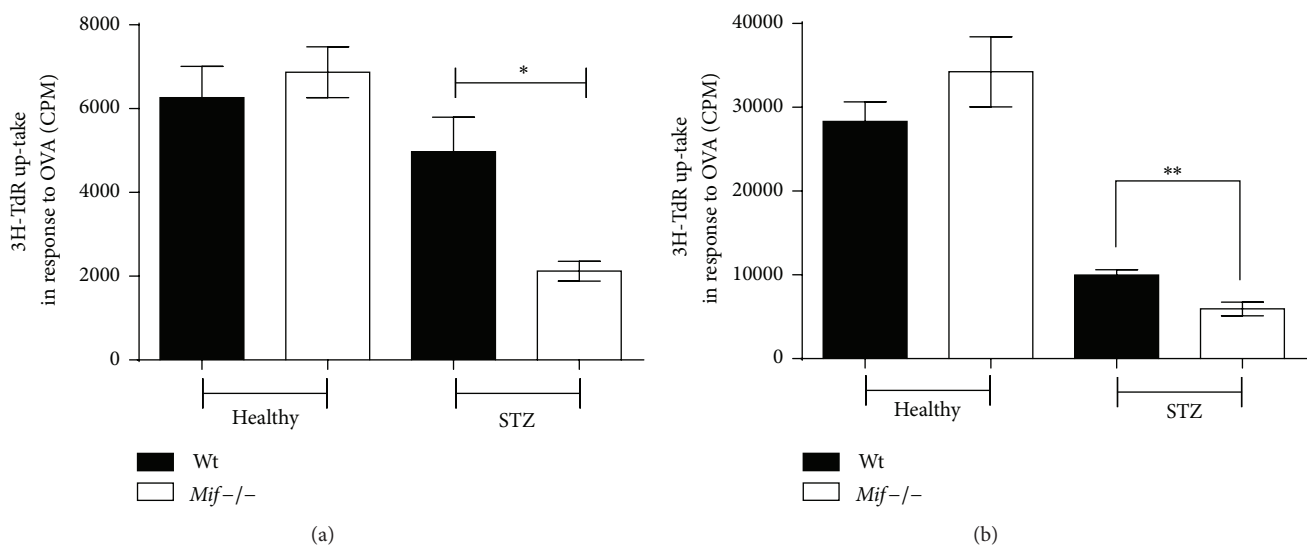 3H-TdR up-take
in response to OVA (CPM)
8000
6000
4000
2000
0
*
Healthy
STZ
Wt
Mif−/−
(a)
3H-TdR up-take
in response to OVA (CPM)
40000
30000
20000
10000
0
**
Healthy
STZ
Wt
Mif−/−
(b)